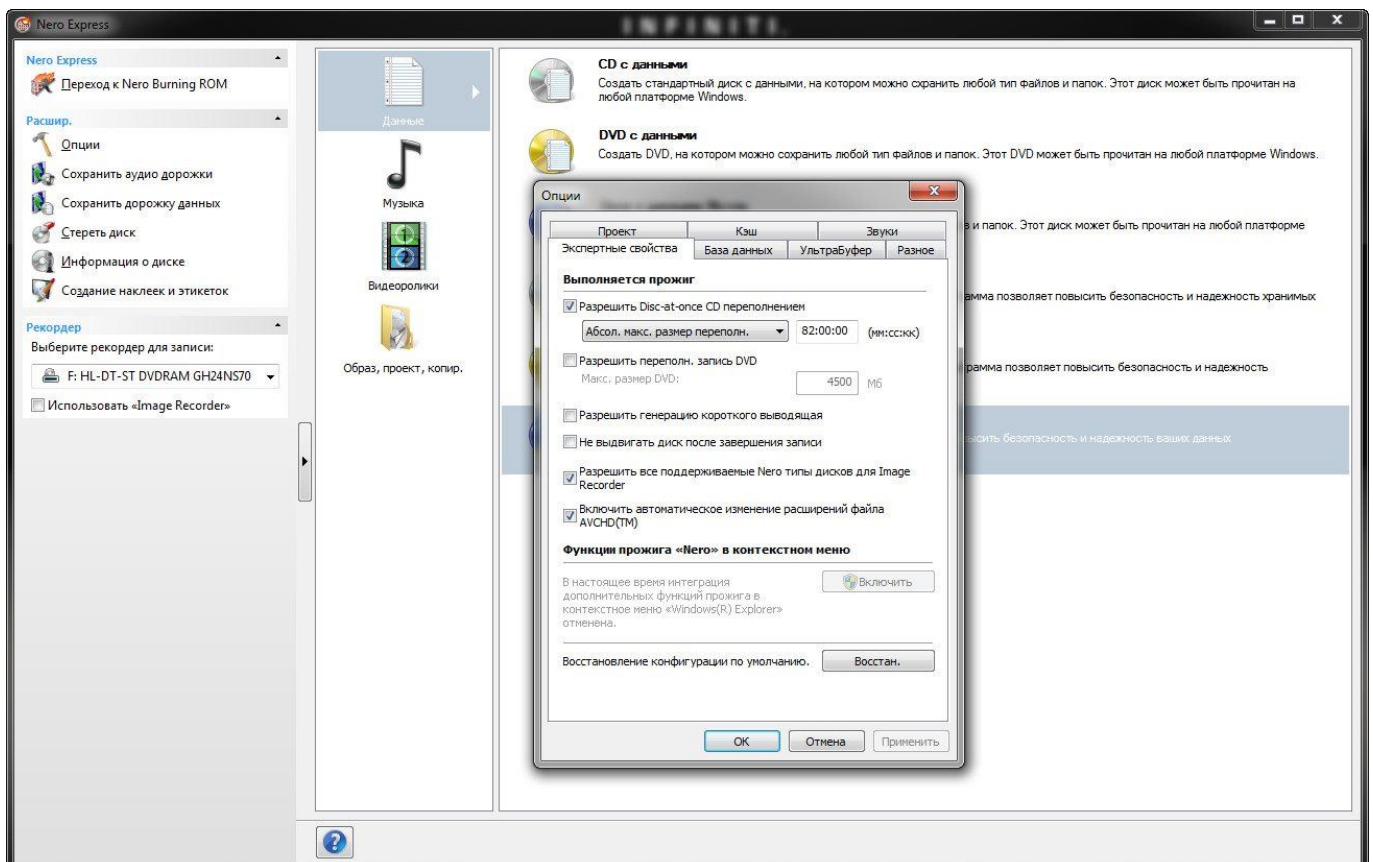 Nero Express
INFINITI.
Nero Express
Переход к Nero Burning ROM
Расшир.
Опции
Сохранить аудио дорожки
Сохранить дорожку данных
Стереть диск
Информация о диске
Создание наклеек и этикеток
Рекордер
Выберите рекордер для записи:
F: HL-DT-ST DVDRAM GH24NS70
Использовать «Image Recorder»
Данные
Музыка
Видеоролики
Образ, проект, копир.
CD с данными
Создать стандартный диск с данными, на котором можно схранить любой тип файлов и папок. Этот диск может быть прочитан на
любой платформе Windows.
DVD с данными
Создать DVD, на котором можно сохранить любой тип файлов и папок. Этот DVD может быть прочитан на любой платформе Windows.
в и папок. Этот диск может быть прочитан на любой платформе
амма позволяет повысить безопасность и надежность хранимых
рамма позволяет повысить безопасность и надежность
ысить безопасность и надежность ваших данных
Опции
Проект
Кэш
Звуки
Экспертные свойства
База данных
УльтраБуфер
Разное
Выполняется прожиг
Разрешить Disc-at-once CD переполнением
Абсол. макс. размер переполн.
82:00:00
(мм:сс:кк)
Разрешить переполн. запись DVD
Макс. размер DVD:
4500
Мб
Разрешить генерацию короткого выводящая
Не выдвигать диск после завершения записи
Разрешить все поддерживаемые Nero типы дисков для Image
Recorder
Включить автоматическое изменение расширений файла
AVCHD(TM)
Функции прожига «Nero» в контекстном меню
В настоящее время интеграция
дополнительных функций прожига в
контекстное меню «Windows(R) Explorer»
отменена.
Включить
Восстановление конфигурации по умолчанию.
Восстан.
OK
Отмена
Применить